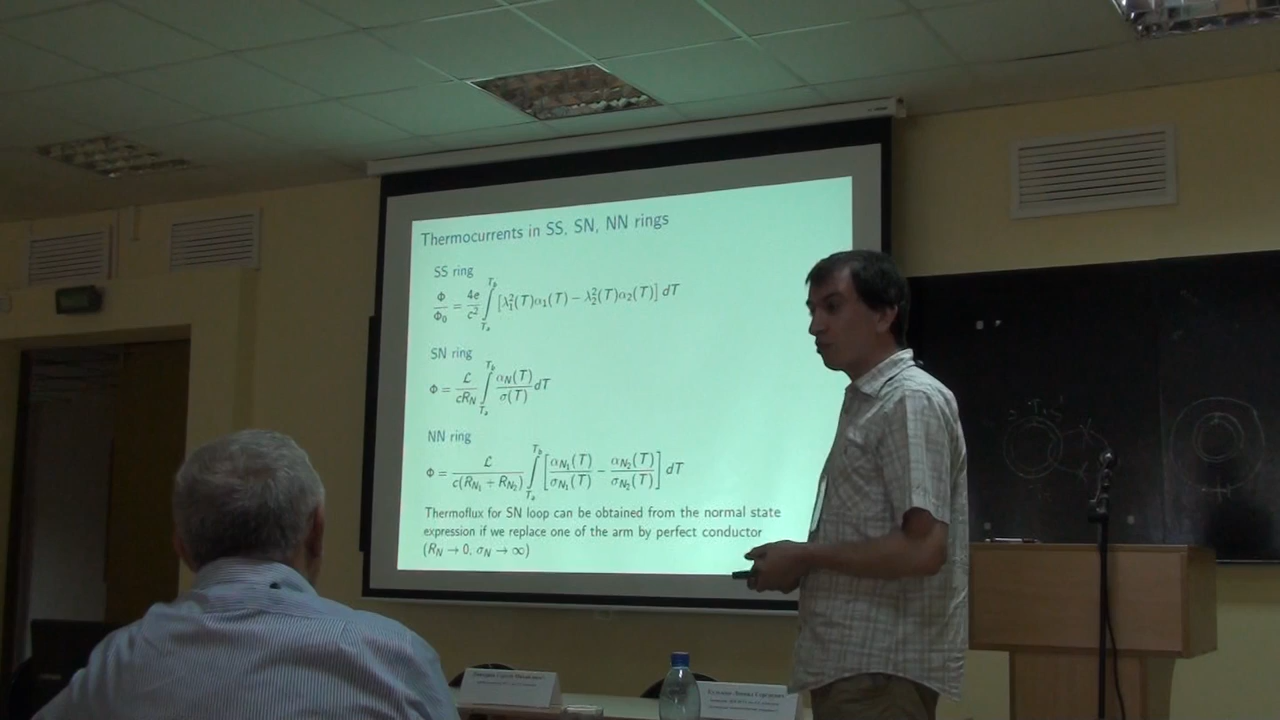 Thermocurrents in SS, SN, NN rings
SS ring
Φ/Φ₀ = 4e/c² ∫_{Tₐ}^{T_b} [λ₁²(T)α₁(T) − λ₂²(T)α₂(T)] dT
SN ring
Φ = ℒ/(cR_N) ∫_{Tₐ}^{T_b} α_N(T)/σ(T) dT
NN ring
Φ = ℒ/(c(R_{N₁} + R_{N₂})) ∫_{Tₐ}^{T_b} [α_{N₁}(T)/σ_{N₁}(T) − α_{N₂}(T)/σ_{N₂}(T)] dT
Thermoflux for SN loop can be obtained from the normal state
expression if we replace one of the arm by perfect conductor
(R_N → 0, σ_N → ∞)